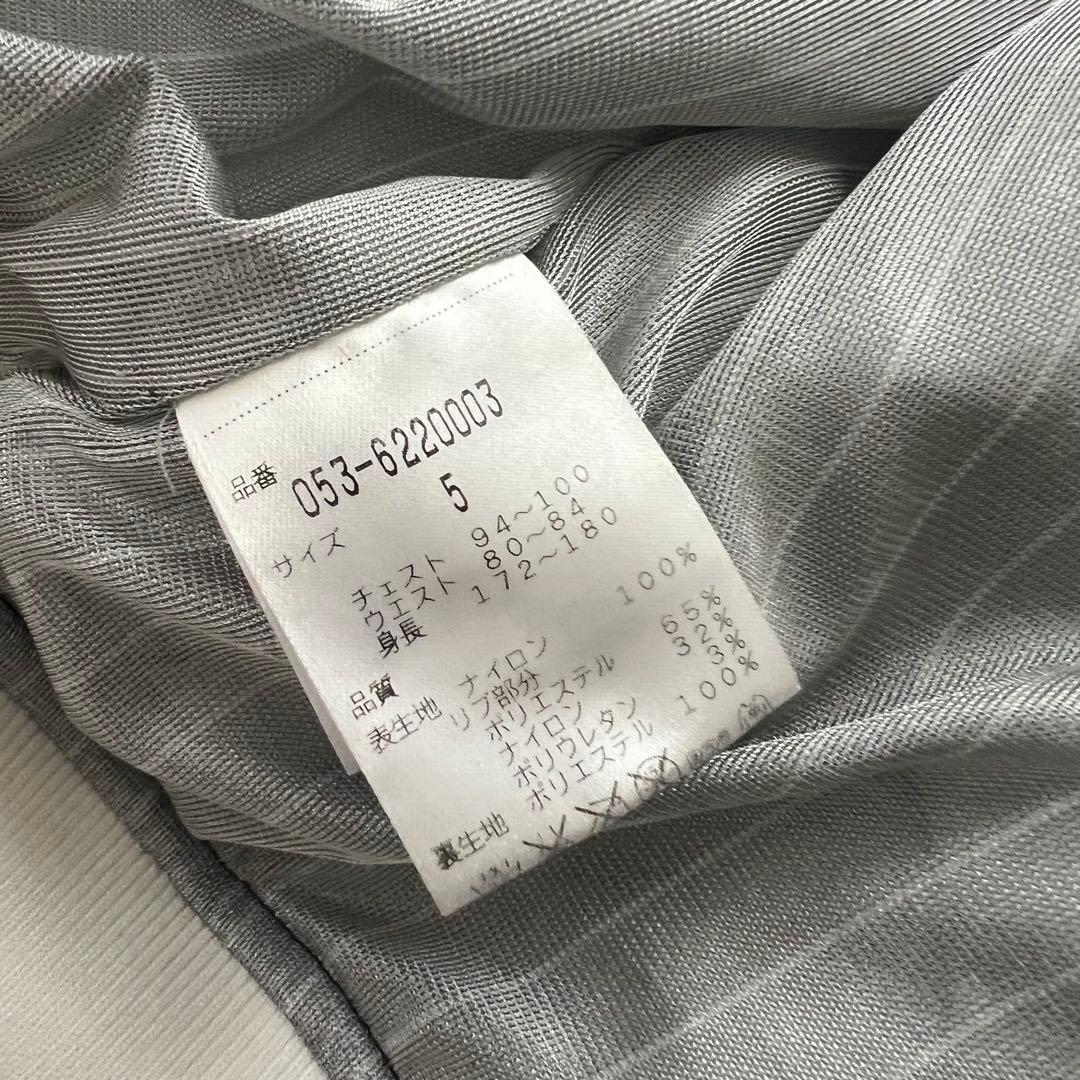 品番 053-6220003
サイズ 5
チェスト 94～100
ウエスト 80～84
身長 172～180
品質
表生地 ナイロン 100%
リブ部分
ポリエステル 65%
ナイロン 32%
ポリウレタン 3%
裏生地 ポリエステル 100%